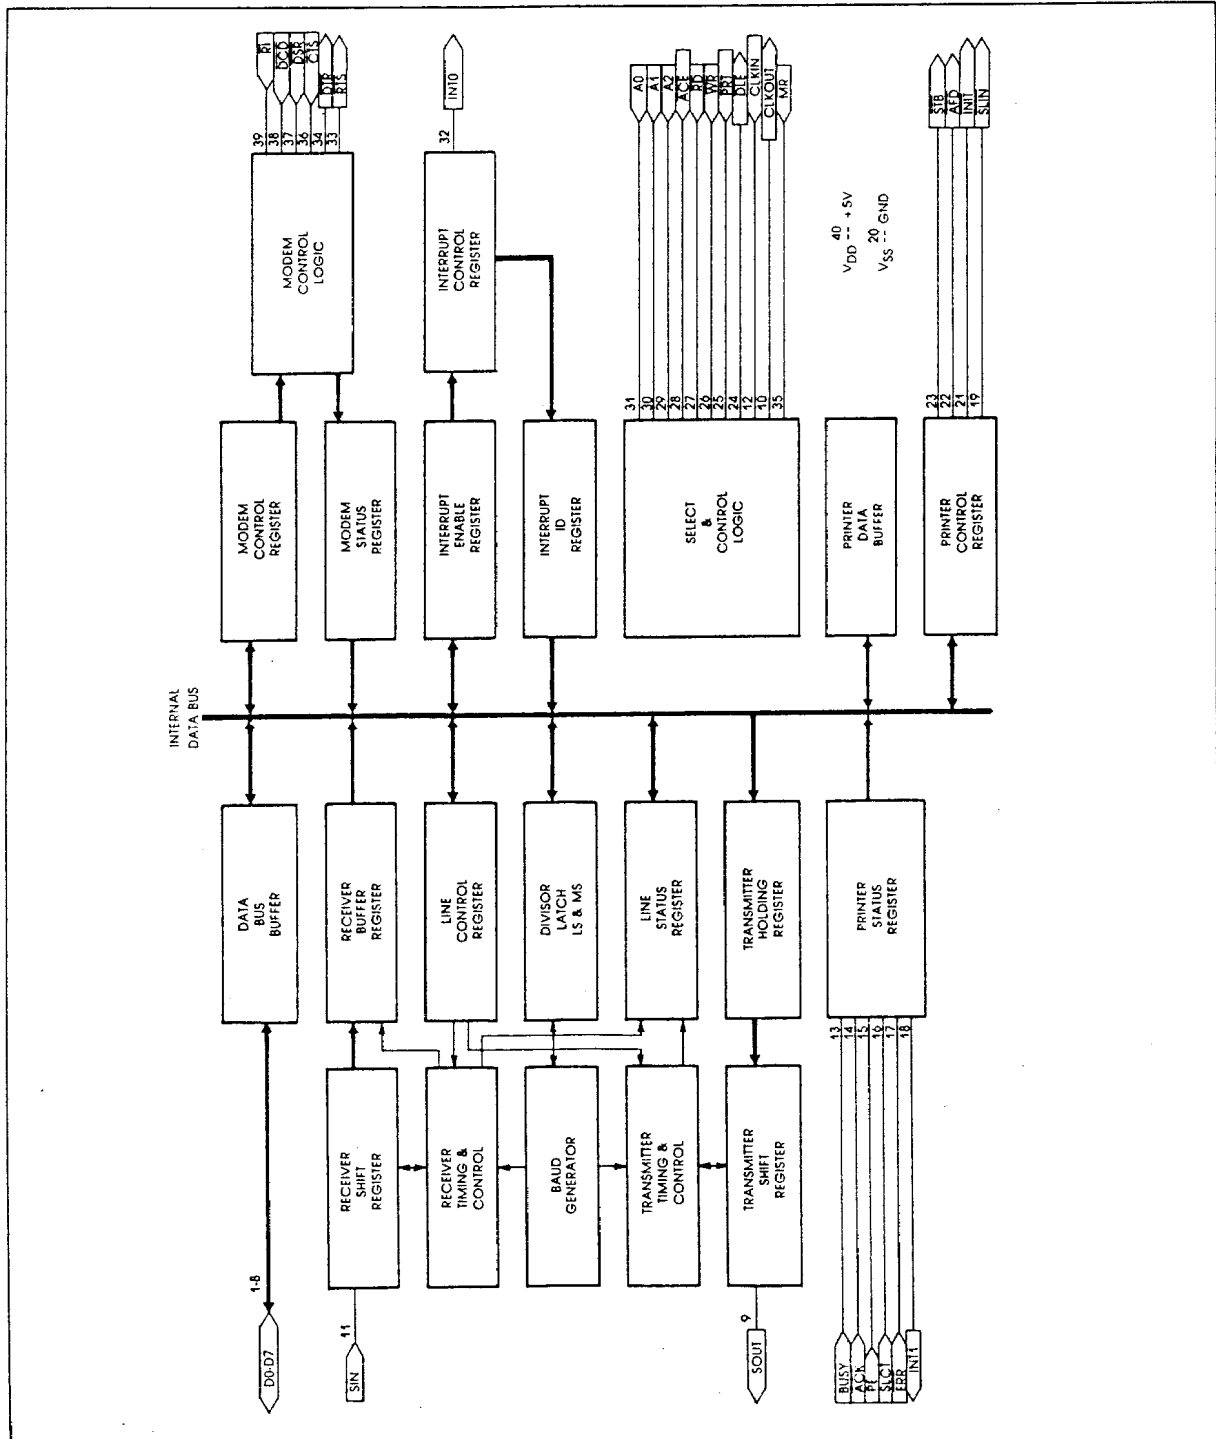 39
38
37
36
34
33
RI
DCD
DSR
CTS
DTR
RTS
MODEM
CONTROL
LOGIC
32
INT0
INTERRUPT
CONTROL
REGISTER
A0
A1
A2
ACE
RD
WR
PRT
DLE
CLKIN
CLKOUT
MR
31
30
29
28
27
26
25
24
12
10
35
40
VDD -- +5V
20
VSS -- GND
STB
AFD
INIT
SLIN
23
22
21
19
MODEM
CONTROL
REGISTER
MODEM
STATUS
REGISTER
INTERRUPT
ENABLE
REGISTER
INTERRUPT
ID
REGISTER
SELECT
&
CONTROL
LOGIC
PRINTER
DATA
BUFFER
PRINTER
CONTROL
REGISTER
INTERNAL
DATA BUS
DATA
BUS
BUFFER
RECEIVER
BUFFER
REGISTER
LINE
CONTROL
REGISTER
DIVISOR
LATCH
LS & MS
LINE
STATUS
REGISTER
TRANSMITTER
HOLDING
REGISTER
PRINTER
STATUS
REGISTER
RECEIVER
SHIFT
REGISTER
RECEIVER
TIMING &
CONTROL
BAUD
GENERATOR
TRANSMITTER
TIMING &
CONTROL
TRANSMITTER
SHIFT
REGISTER
13
14
15
16
17
18
1-8
D0-D7
11
SIN
9
SOUT
BUSY
ACK
PE
SLCT
ERR
INT1